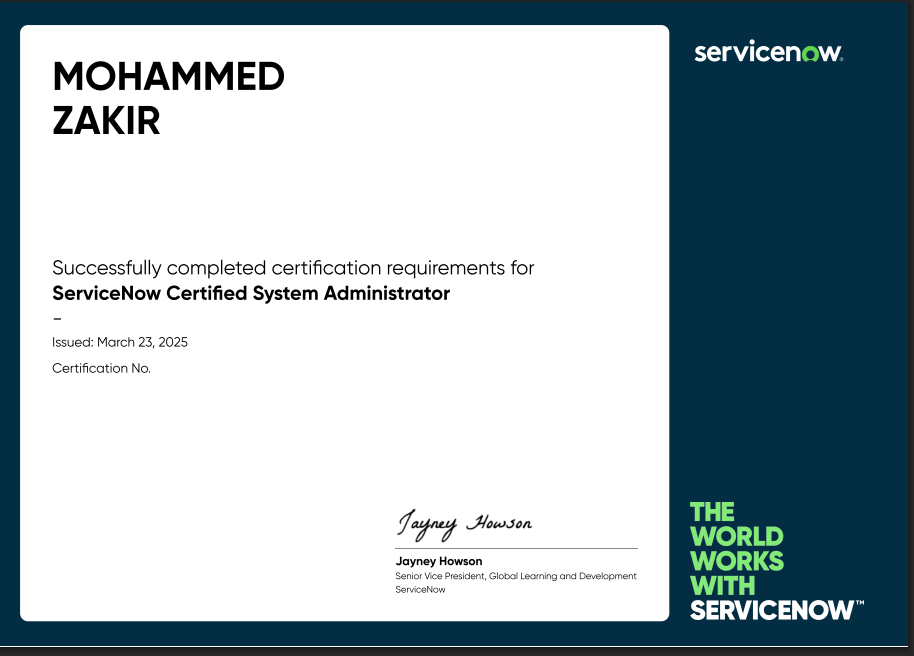 MOHAMMED
ZAKIR
servicenow®
Successfully completed certification requirements for
ServiceNow Certified System Administrator
–
Issued: March 23, 2025
Certification No.
Jayney Howson
Jayney Howson
Senior Vice President, Global Learning and Development
ServiceNow
THE
WORLD
WORKS
WITH
SERVICENOW™